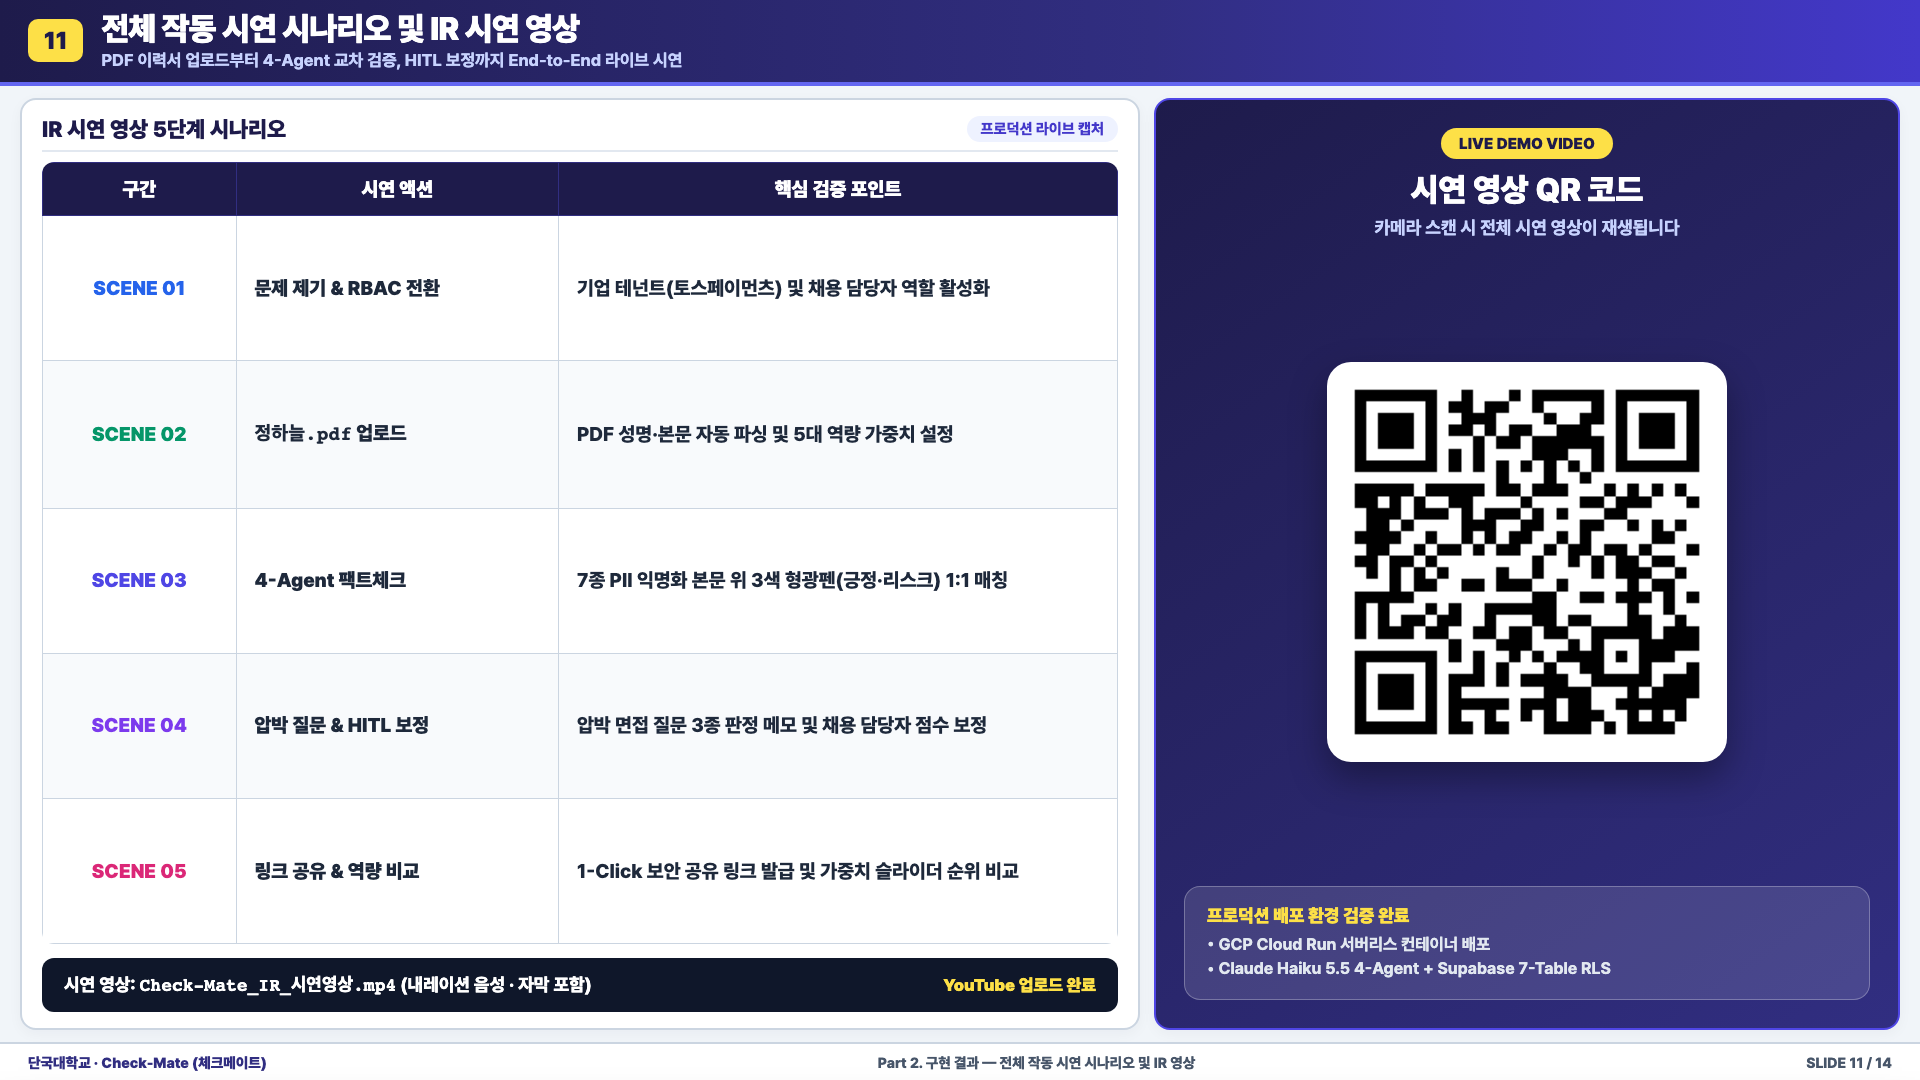 11
전체 작동 시연 시나리오 및 IR 시연 영상
PDF 이력서 업로드부터 4-Agent 교차 검증, HITL 보정까지 End-to-End 라이브 시연
IR 시연 영상 5단계 시나리오
프로덕션 라이브 캡처
구간 시연 액션 핵심 검증 포인트
SCENE 01 문제 제기 & RBAC 전환 기업 테넌트(토스페이먼츠) 및 채용 담당자 역할 활성화
SCENE 02 정하늘.pdf 업로드 PDF 성명·본문 자동 파싱 및 5대 역량 가중치 설정
SCENE 03 4-Agent 팩트체크 7종 PII 익명화 본문 위 3색 형광펜(긍정·리스크) 1:1 매칭
SCENE 04 압박 질문 & HITL 보정 압박 면접 질문 3종 판정 메모 및 채용 담당자 점수 보정
SCENE 05 링크 공유 & 역량 비교 1-Click 보안 공유 링크 발급 및 가중치 슬라이더 순위 비교
시연 영상: Check-Mate_IR_시연영상.mp4 (내레이션 음성 · 자막 포함)
YouTube 업로드 완료
LIVE DEMO VIDEO
시연 영상 QR 코드
카메라 스캔 시 전체 시연 영상이 재생됩니다
프로덕션 배포 환경 검증 완료
• GCP Cloud Run 서버리스 컨테이너 배포
• Claude Haiku 5.5 4-Agent + Supabase 7-Table RLS
단국대학교 · Check-Mate (체크메이트)
Part 2. 구현 결과 — 전체 작동 시연 시나리오 및 IR 영상
SLIDE 11 / 14